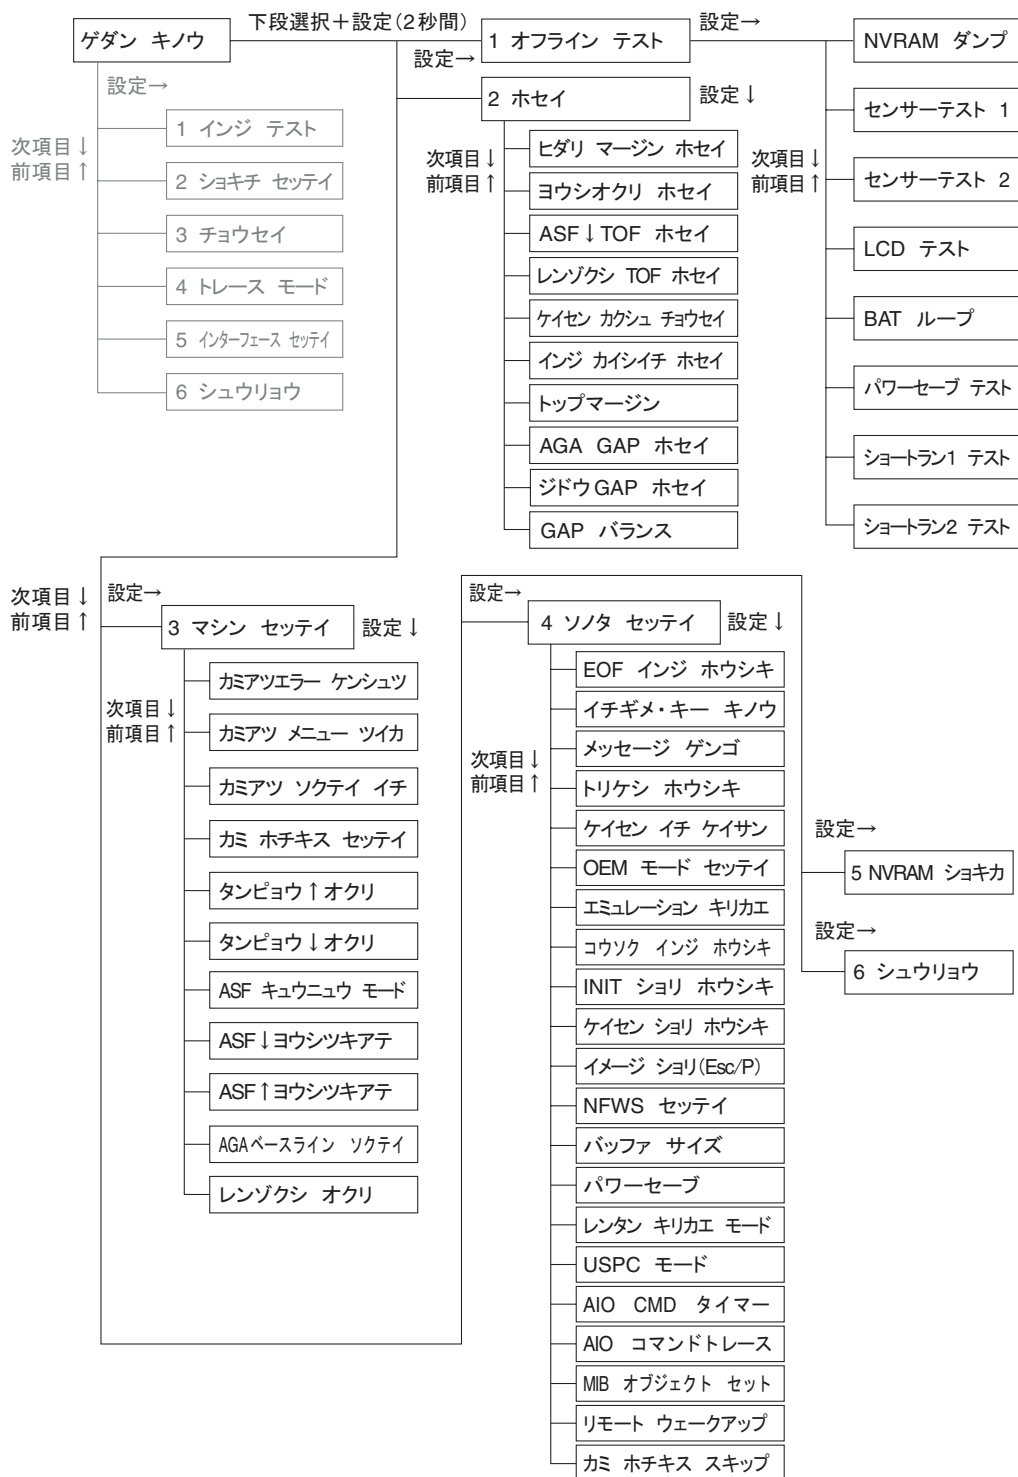 ゲダン キノウ
下段選択＋設定(2秒間)
設定→
1 インジ テスト
次項目↓
前項目↑
2 ショキチ セッテイ
3 チョウセイ
4 トレース モード
5 インターフェース セッテイ
6 シュウリョウ
設定→
1 オフライン テスト
設定→
2 ホセイ
設定↓
次項目↓
前項目↑
ヒダリ マージン ホセイ
ヨウシオクリ ホセイ
ASF↓TOF ホセイ
レンゾクシ TOF ホセイ
ケイセン カクシュ チョウセイ
インジ カイシイチ ホセイ
トップマージン
AGA GAP ホセイ
ジドウGAP ホセイ
GAP バランス
次項目↓
前項目↑
NVRAM ダンプ
センサーテスト 1
センサーテスト 2
LCD テスト
BAT ループ
パワーセーブ テスト
ショートラン1 テスト
ショートラン2 テスト
次項目↓
前項目↑
設定→
3 マシン セッテイ
設定↓
次項目↓
前項目↑
カミアツエラー ケンシュツ
カミアツ メニュー ツイカ
カミアツ ソクテイ イチ
カミ ホチキス セッテイ
タンピョウ↑オクリ
タンピョウ↓オクリ
ASF キュウニュウ モード
ASF↓ヨウシツキアテ
ASF↑ヨウシツキアテ
AGAベースライン ソクテイ
レンゾクシ オクリ
設定→
4 ソノタ セッテイ
設定↓
次項目↓
前項目↑
EOF インジ ホウシキ
イチギメ・キー キノウ
メッセージ ゲンゴ
トリケシ ホウシキ
ケイセン イチ ケイサン
OEM モード セッテイ
エミュレーション キリカエ
コウソク インジ ホウシキ
INIT ショリ ホウシキ
ケイセン ショリ ホウシキ
イメージ ショリ(Esc/P)
NFWS セッテイ
バッファ サイズ
パワーセーブ
レンタン キリカエ モード
USPC モード
AIO CMD タイマー
AIO コマンドトレース
MIB オブジェクト セット
リモート ウェークアップ
カミ ホチキス スキップ
設定→
5 NVRAM ショキカ
設定→
6 シュウリョウ